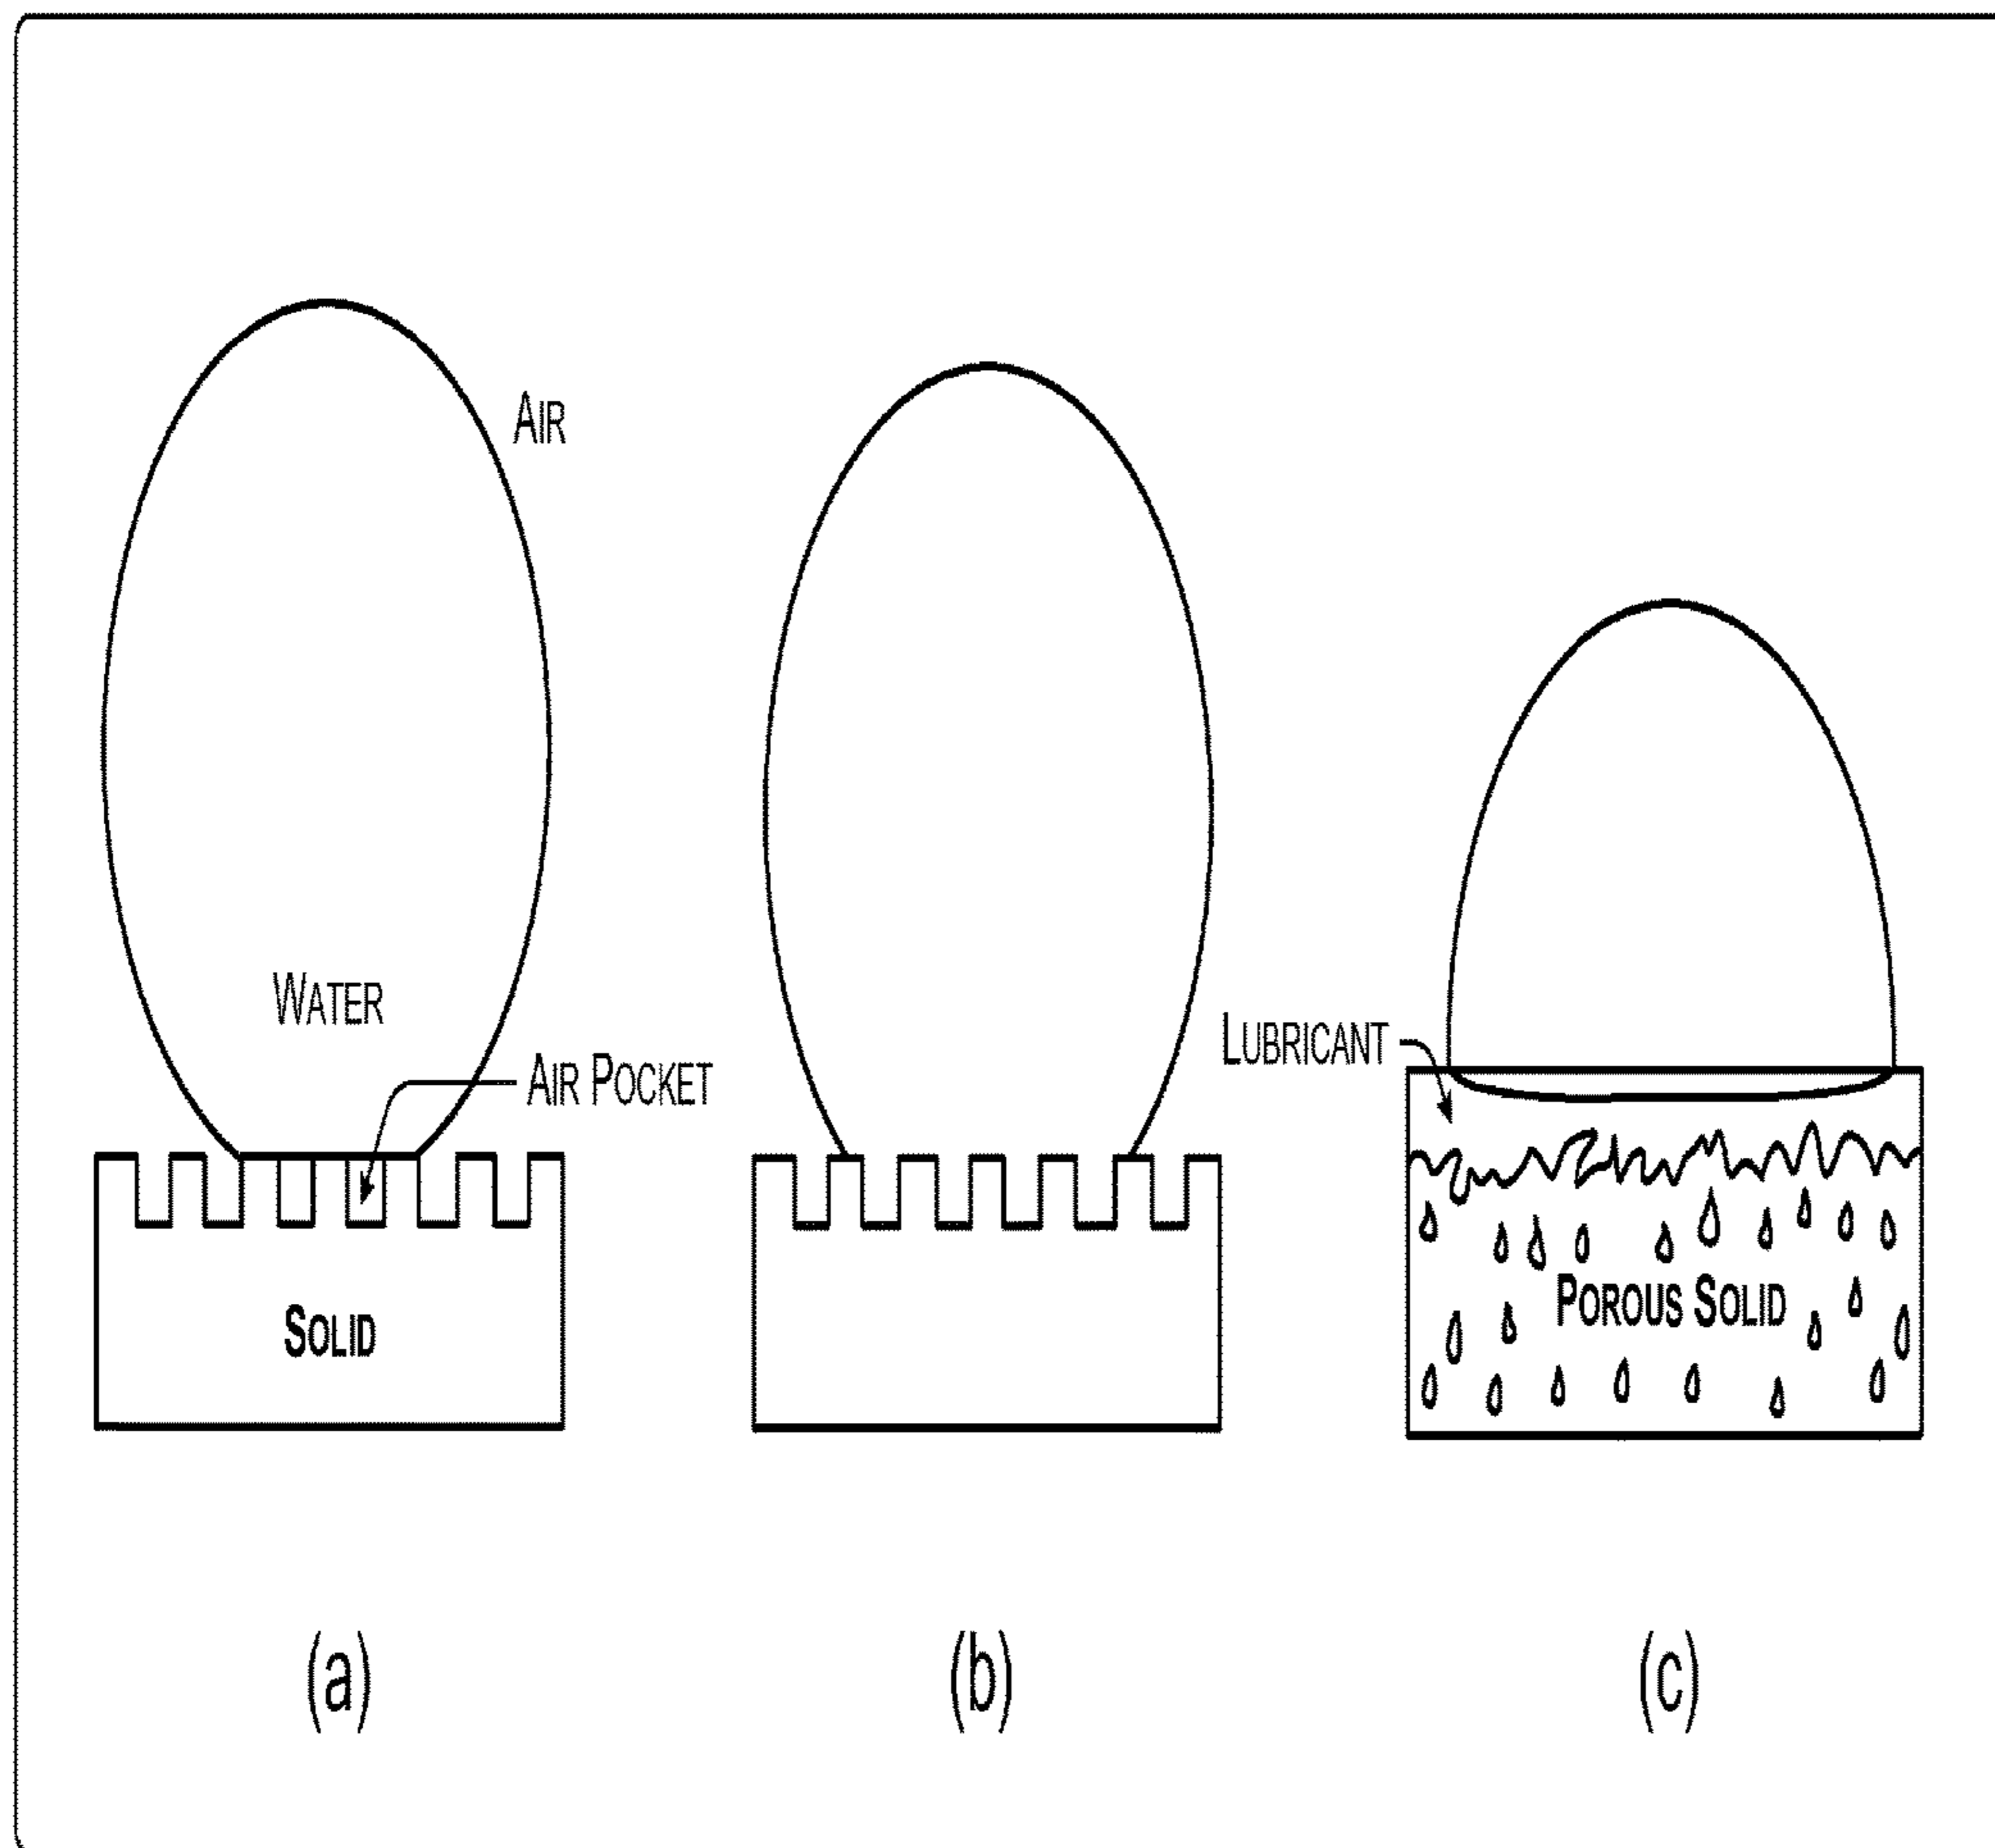 AIR
WATER
AIR POCKET
SOLID
LUBRICANT
POROUS SOLID
(a)
(b)
(c)